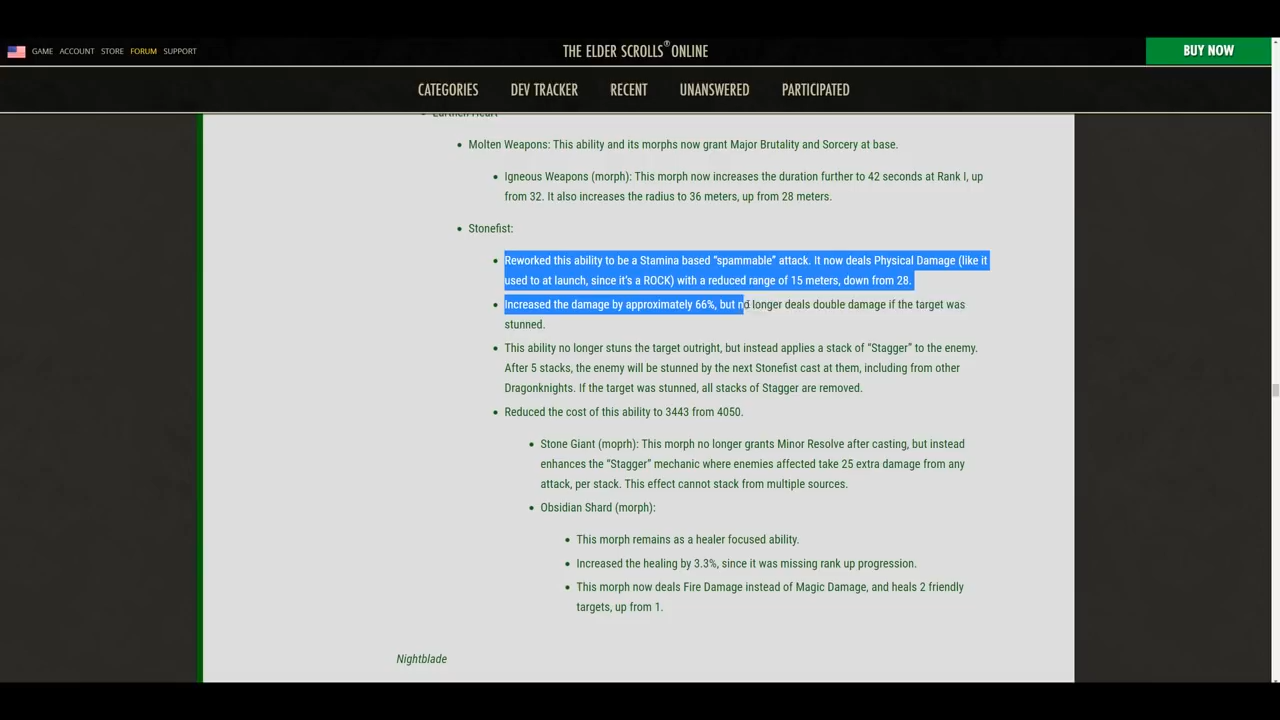 GAME ACCOUNT STORE FORUM SUPPORT
THE ELDER SCROLLS® ONLINE
BUY NOW
CATEGORIES DEV TRACKER RECENT UNANSWERED PARTICIPATED
Earthen Heart
• Molten Weapons: This ability and its morphs now grant Major Brutality and Sorcery at base.
• Igneous Weapons (morph): This morph now increases the duration further to 42 seconds at Rank I, up
from 32. It also increases the radius to 36 meters, up from 28 meters.
• Stonefist:
• Reworked this ability to be a Stamina based “spammable” attack. It now deals Physical Damage (like it
used to at launch, since it’s a ROCK) with a reduced range of 15 meters, down from 28.
• Increased the damage by approximately 66%, but no longer deals double damage if the target was
stunned.
• This ability no longer stuns the target outright, but instead applies a stack of “Stagger” to the enemy.
After 5 stacks, the enemy will be stunned by the next Stonefist cast at them, including from other
Dragonknights. If the target was stunned, all stacks of Stagger are removed.
• Reduced the cost of this ability to 3443 from 4050.
• Stone Giant (moprh): This morph no longer grants Minor Resolve after casting, but instead
enhances the “Stagger” mechanic where enemies affected take 25 extra damage from any
attack, per stack. This effect cannot stack from multiple sources.
• Obsidian Shard (morph):
• This morph remains as a healer focused ability.
• Increased the healing by 3.3%, since it was missing rank up progression.
• This morph now deals Fire Damage instead of Magic Damage, and heals 2 friendly
targets, up from 1.
Nightblade